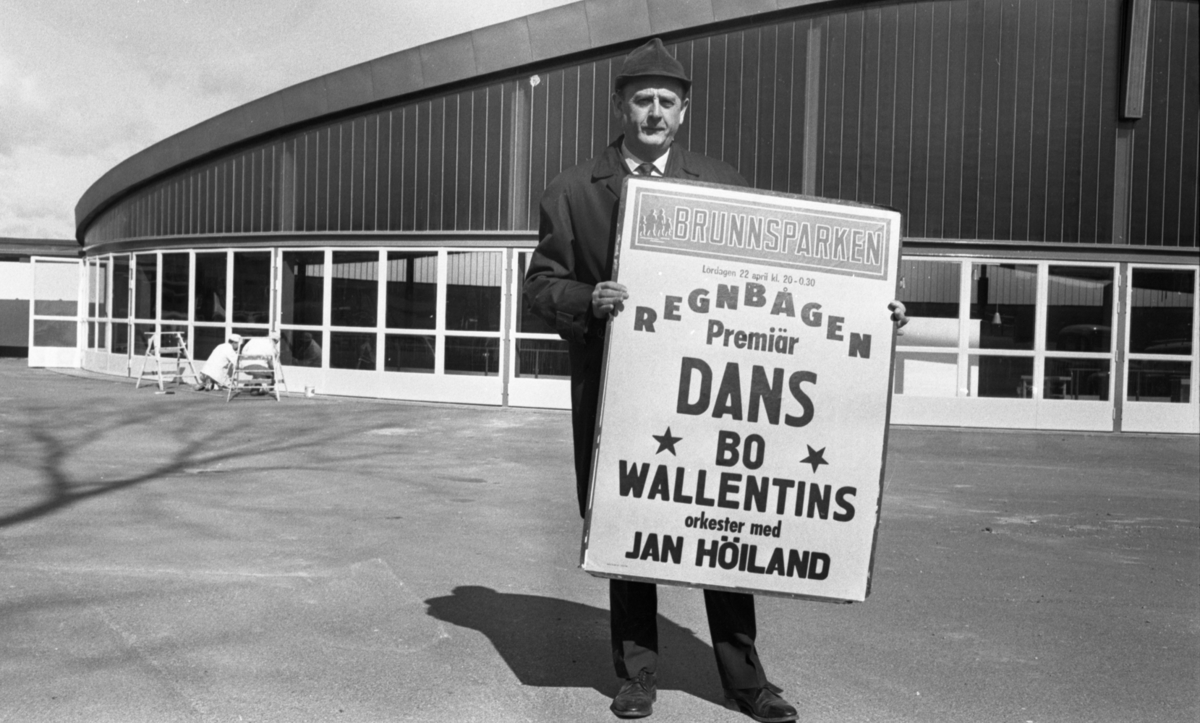 BRUNNSPARKEN
Lördagen 22 april kl. 20-0.30
REGNBÅGEN
Premiär
DANS
BO
WALLENTINS
orkester med
JAN HÖILAND